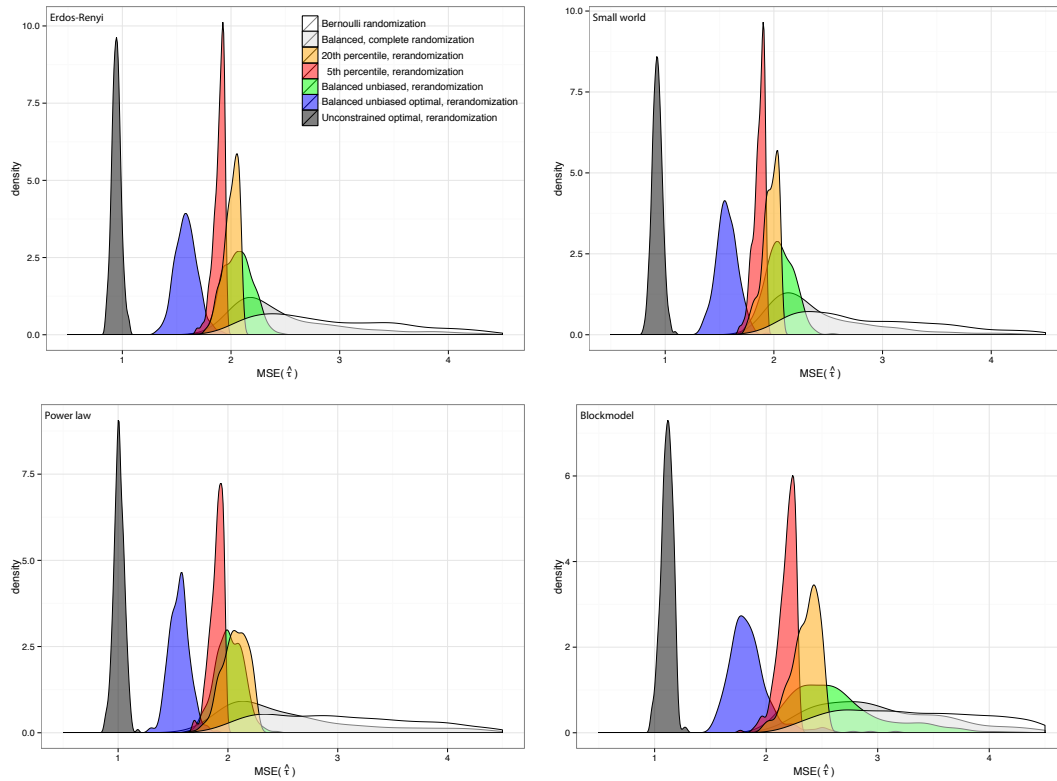 Erdos-Renyi
10.0
7.5
5.0
2.5
0.0
density
1
2
3
4
MSE(τ̂)
Bernoulli randomization
Balanced, complete randomization
20th percentile, rerandomization
5th percentile, rerandomization
Balanced unbiased, rerandomization
Balanced unbiased optimal, rerandomization
Unconstrained optimal, rerandomization
Small world
10.0
7.5
5.0
2.5
0.0
density
1
2
3
4
MSE(τ̂)
Power law
7.5
5.0
2.5
0.0
density
1
2
3
4
MSE(τ̂)
Blockmodel
6
4
2
0
density
1
2
3
4
MSE(τ̂)